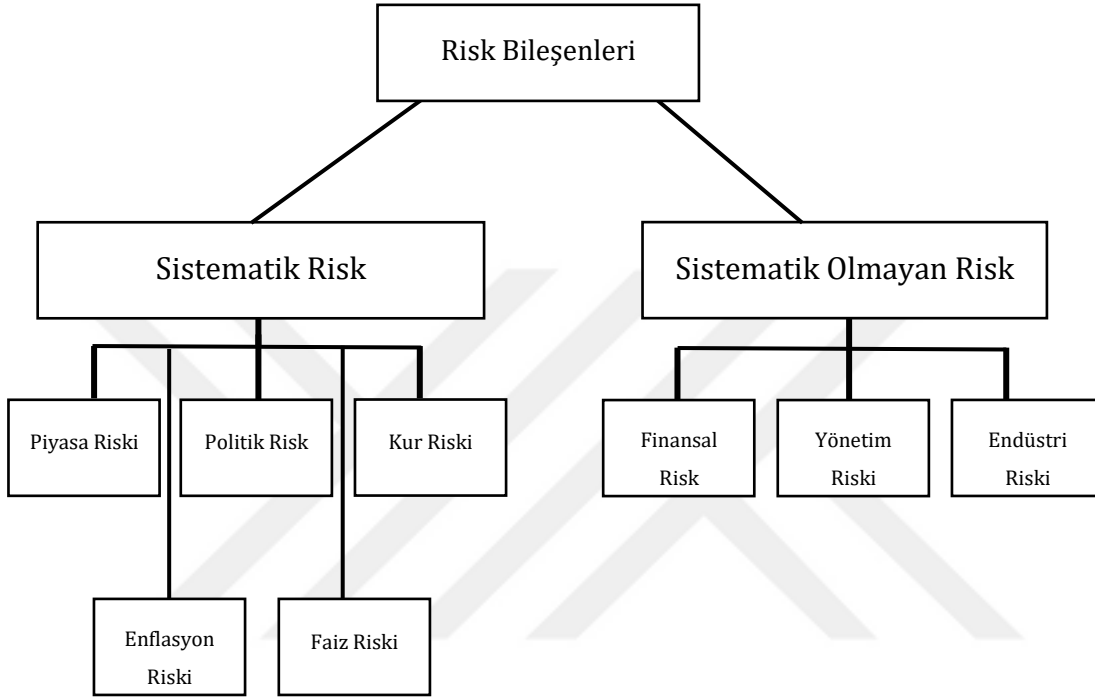 Risk Bileşenleri
Sistematik Risk
Sistematik Olmayan Risk
Piyasa Riski
Politik Risk
Kur Riski
Finansal
Risk
Yönetim
Riski
Endüstri
Riski
Enflasyon
Riski
Faiz Riski